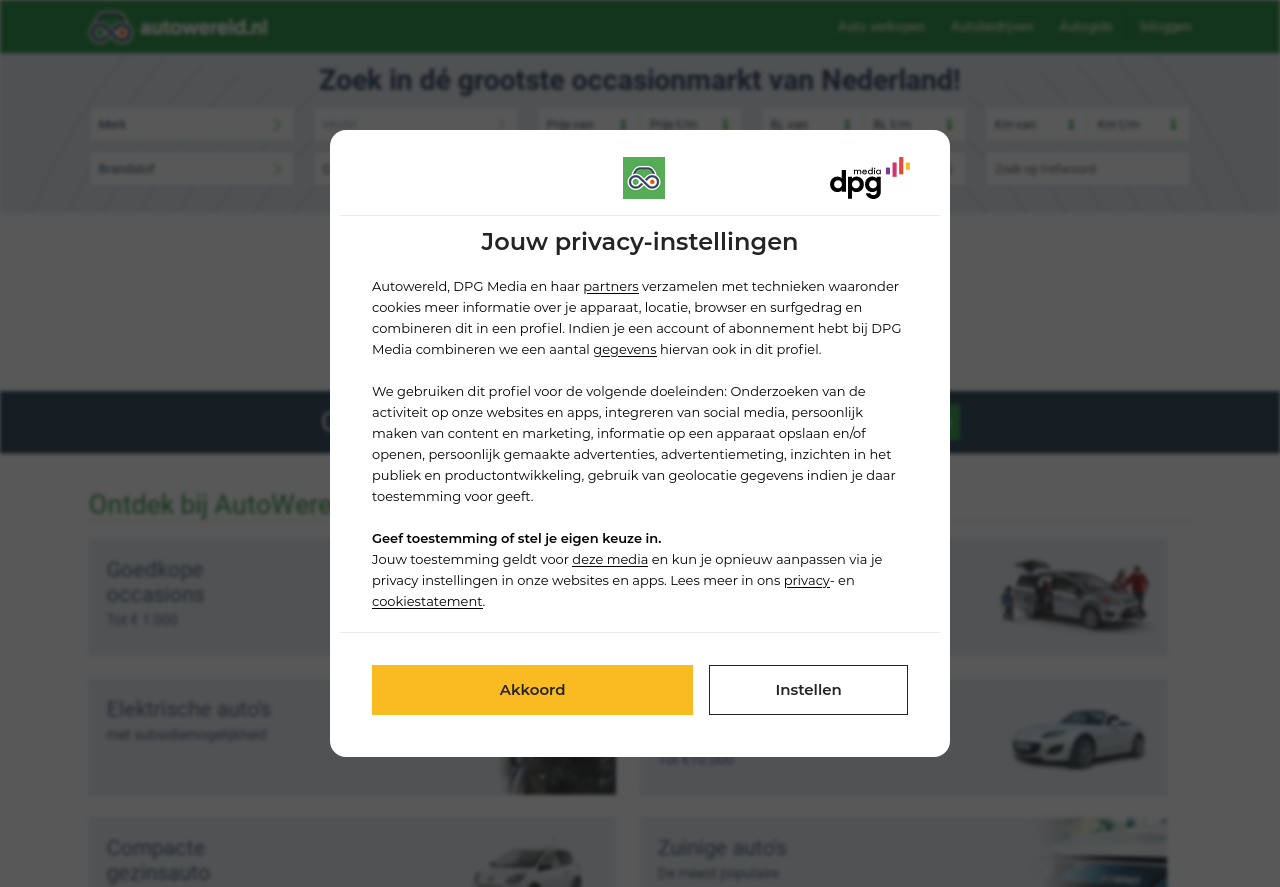 autowereld.nl
Auto verkopen Autobedrijven Autogids Inloggen
Zoek in dé grootste occasionmarkt van Nederland!
Merk Model Prijs van Prijs t/m Bj. van Bj. t/m Km van Km t/m
Brandstof Zoek op trefwoord
media
dpg
Jouw privacy-instellingen
Autowereld, DPG Media en haar partners verzamelen met technieken waaronder
cookies meer informatie over je apparaat, locatie, browser en surfgedrag en
combineren dit in een profiel. Indien je een account of abonnement hebt bij DPG
Media combineren we een aantal gegevens hiervan ook in dit profiel.
We gebruiken dit profiel voor de volgende doeleinden: Onderzoeken van de
activiteit op onze websites en apps, integreren van social media, persoonlijk
maken van content en marketing, informatie op een apparaat opslaan en/of
openen, persoonlijk gemaakte advertenties, advertentiemeting, inzichten in het
publiek en productontwikkeling, gebruik van geolocatie gegevens indien je daar
toestemming voor geeft.
Geef toestemming of stel je eigen keuze in.
Jouw toestemming geldt voor deze media en kun je opnieuw aanpassen via je
privacy instellingen in onze websites en apps. Lees meer in ons privacy- en
cookiestatement.
Akkoord Instellen
Ontdek bij AutoWere
Goedkope
occasions
Tot € 1.000
Elektrische auto's
met subsidiemogelijkheid
Tot €10.000
Compacte
gezinsauto
Zuinige auto's
De meest populaire